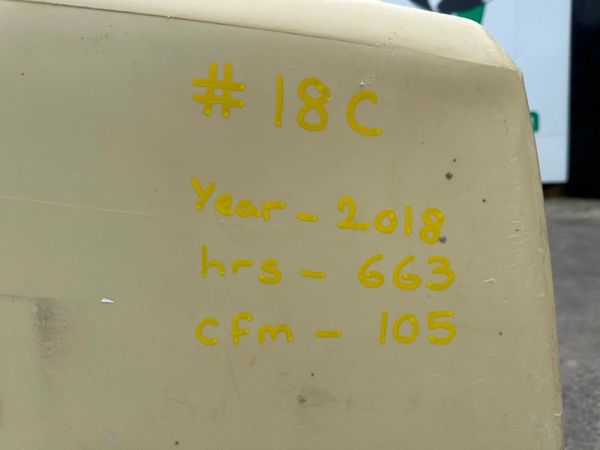 # 18C
Year - 2018
hrs - 663
cfm - 105